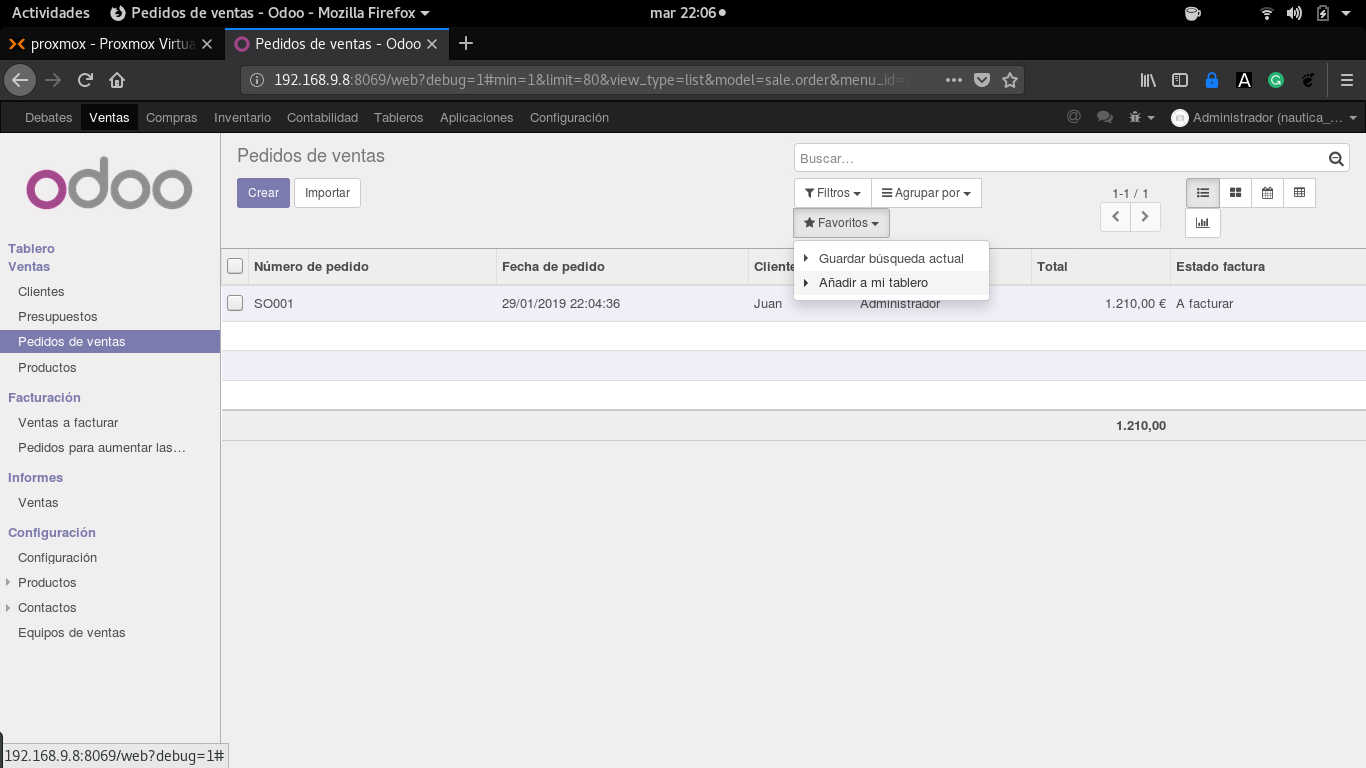 Actividades Pedidos de ventas - Odoo - Mozilla Firefox mar 22:06
proxmox - Proxmox Virtua Pedidos de ventas - Odoo
192.168.9.8:8069/web?debug=1#min=1&limit=80&view_type=list&model=sale.order&menu_id=
Debates Ventas Compras Inventario Contabilidad Tableros Aplicaciones Configuración @ Administrador (nautica_...
odoo
Tablero
Ventas
Clientes
Presupuestos
Pedidos de ventas
Productos
Facturación
Ventas a facturar
Pedidos para aumentar las...
Informes
Ventas
Configuración
Configuración
Productos
Contactos
Equipos de ventas
Pedidos de ventas
Buscar...
Crear Importar
Filtros Agrupar por
1-1 / 1
Favoritos
Guardar búsqueda actual
Añadir a mi tablero
Número de pedido Fecha de pedido Cliente Total Estado factura
SO001 29/01/2019 22:04:36 Juan Administrador 1.210,00 € A facturar
1.210,00
192.168.9.8:8069/web?debug=1#